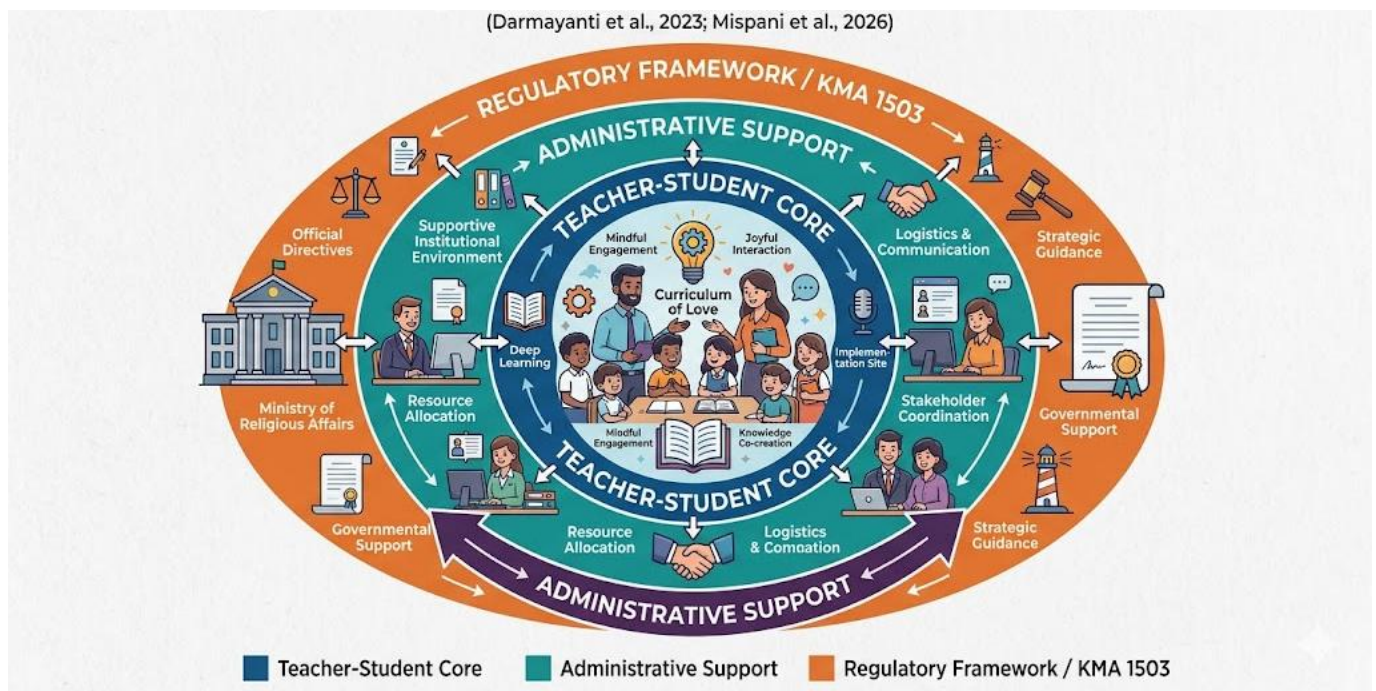 (Darmayanti et al., 2023; Mispani et al., 2026)
REGULATORY FRAMEWORK / KMA 1503
ADMINISTRATIVE SUPPORT
TEACHER-STUDENT CORE
Mindful
Engagement
Joyful
Interaction
Curriculum
of Love
Official
Directives
Supportive
Institutional
Environment
Logistics &
Communication
Strategic
Guidance
Deep
Learning
Implemen-
tation Site
Ministry of
Religious Affairs
Resource
Allocation
Stakeholder
Coordination
Governmental
Support
Mindful
Engagement
Knowledge
Co-creation
TEACHER-STUDENT CORE
Governmental
Support
Resource
Allocation
Logistics
& Comoation
Strategic
Guidance
ADMINISTRATIVE SUPPORT
Teacher-Student Core
Administrative Support
Regulatory Framework / KMA 1503